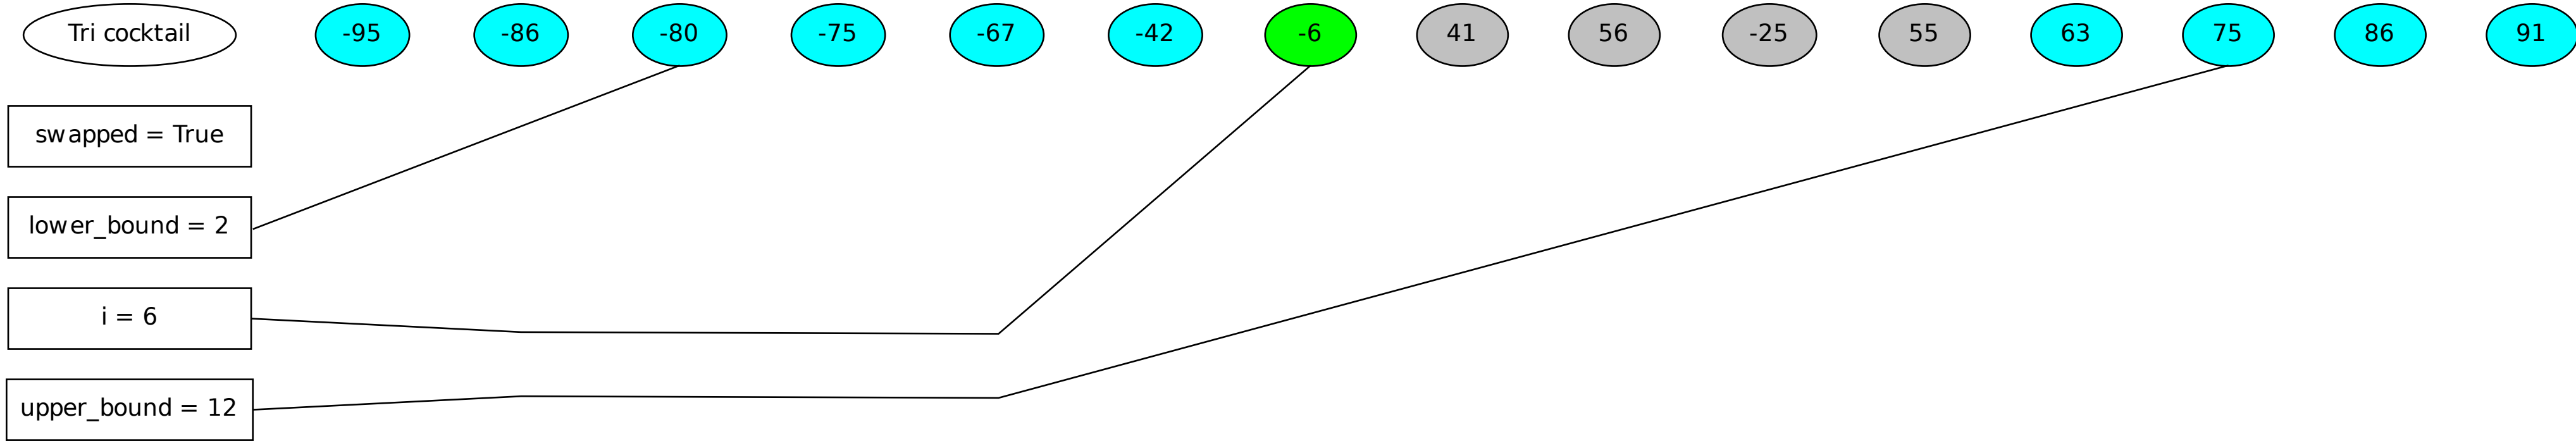 Tri cocktail -95 -86 -80 -75 -67 -42 -6 41 56 -25 55 63 75 86 91
swapped = True
lower_bound = 2
i = 6
upper_bound = 12